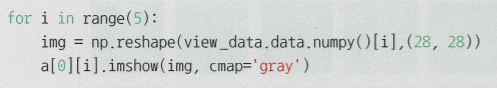 for i in range(5):
    img = np.reshape(view_data.data.numpy()[i],(28, 28))
    a[0][i].imshow(img, cmap='gray')